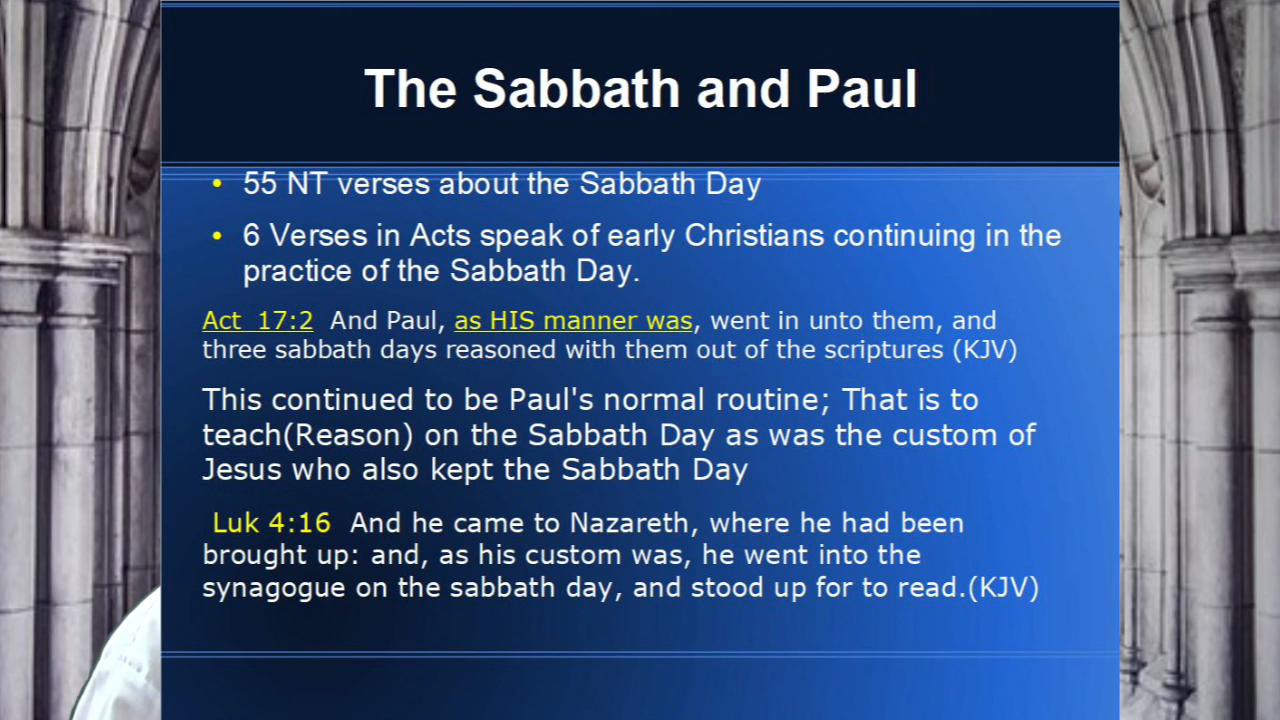 The Sabbath and Paul
• 55 NT verses about the Sabbath Day
• 6 Verses in Acts speak of early Christians continuing in the
practice of the Sabbath Day.
Act 17:2 And Paul, as HIS manner was, went in unto them, and
three sabbath days reasoned with them out of the scriptures (KJV)
This continued to be Paul's normal routine; That is to
teach(Reason) on the Sabbath Day as was the custom of
Jesus who also kept the Sabbath Day
Luk 4:16 And he came to Nazareth, where he had been
brought up: and, as his custom was, he went into the
synagogue on the sabbath day, and stood up for to read.(KJV)